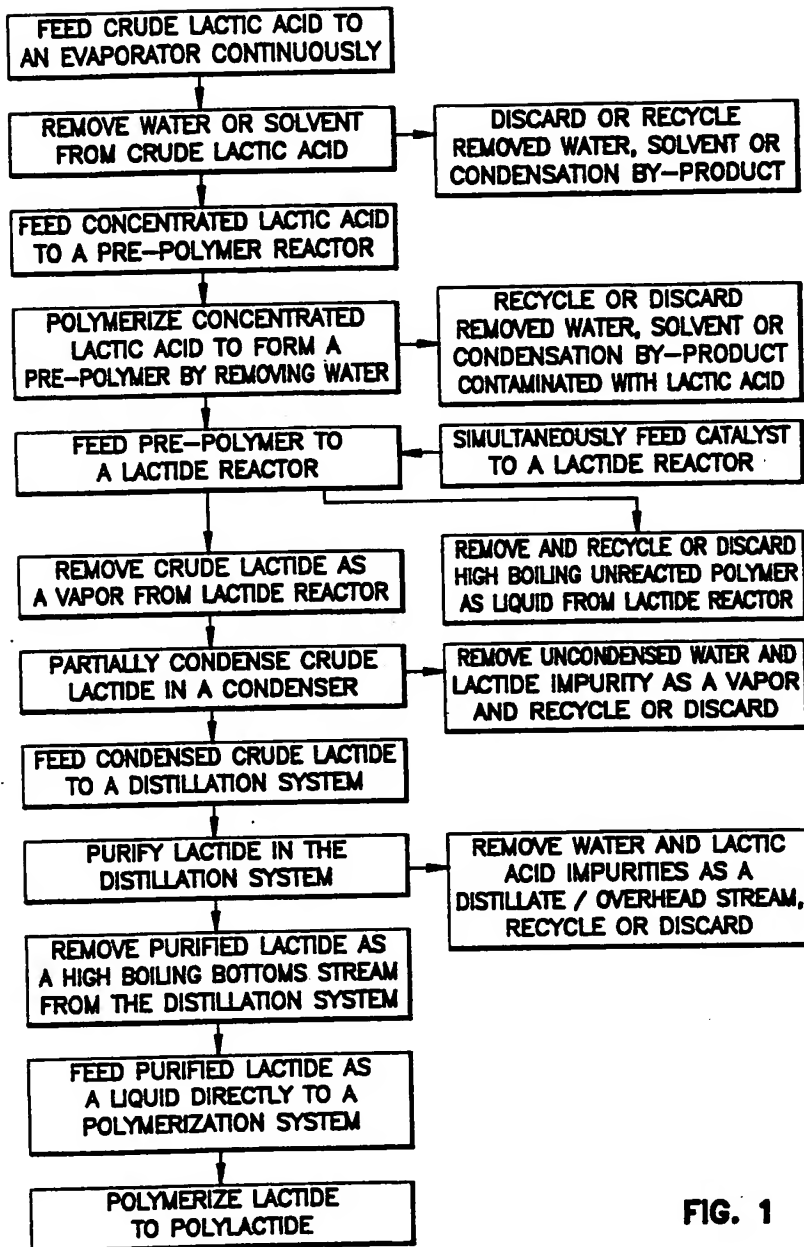 FEED CRUDE LACTIC ACID TO
AN EVAPORATOR CONTINUOUSLY
REMOVE WATER OR SOLVENT
FROM CRUDE LACTIC ACID
DISCARD OR RECYCLE
REMOVED WATER, SOLVENT OR
CONDENSATION BY-PRODUCT
FEED CONCENTRATED LACTIC ACID
TO A PRE-POLYMER REACTOR
POLYMERIZE CONCENTRATED
LACTIC ACID TO FORM A
PRE-POLYMER BY REMOVING WATER
RECYCLE OR DISCARD
REMOVED WATER, SOLVENT OR
CONDENSATION BY-PRODUCT
CONTAMINATED WITH LACTIC ACID
FEED PRE-POLYMER TO
A LACTIDE REACTOR
SIMULTANEOUSLY FEED CATALYST
TO A LACTIDE REACTOR
REMOVE CRUDE LACTIDE AS
A VAPOR FROM LACTIDE REACTOR
REMOVE AND RECYCLE OR DISCARD
HIGH BOILING UNREACTED POLYMER
AS LIQUID FROM LACTIDE REACTOR
PARTIALLY CONDENSE CRUDE
LACTIDE IN A CONDENSER
REMOVE UNCONDENSED WATER AND
LACTIDE IMPURITY AS A VAPOR
AND RECYCLE OR DISCARD
FEED CONDENSED CRUDE LACTIDE
TO A DISTILLATION SYSTEM
PURIFY LACTIDE IN THE
DISTILLATION SYSTEM
REMOVE WATER AND LACTIC
ACID IMPURITIES AS A
DISTILLATE / OVERHEAD STREAM,
RECYCLE OR DISCARD
REMOVE PURIFIED LACTIDE AS
A HIGH BOILING BOTTOMS STREAM
FROM THE DISTILLATION SYSTEM
FEED PURIFIED LACTIDE AS
A LIQUID DIRECTLY TO A
POLYMERIZATION SYSTEM
POLYMERIZE LACTIDE
TO POLYLACTIDE
FIG. 1